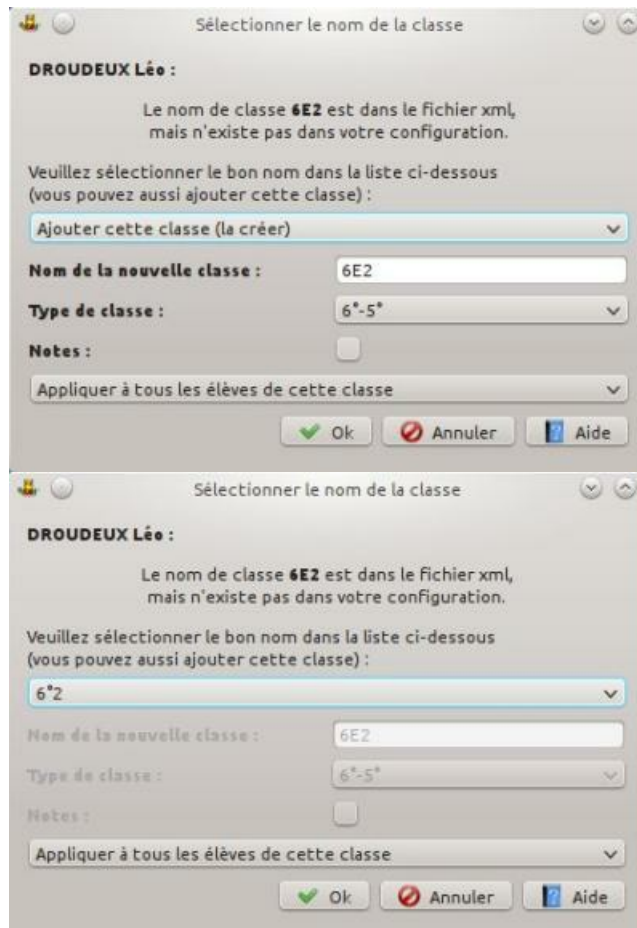 Sélectionner le nom de la classe
DROUDEUX Léo :
Le nom de classe 6E2 est dans le fichier xml,
mais n'existe pas dans votre configuration.
Veuillez sélectionner le bon nom dans la liste ci-dessous
(vous pouvez aussi ajouter cette classe) :
Ajouter cette classe (la créer)
Nom de la nouvelle classe : 6E2
Type de classe : 6°-5°
Notes :
Appliquer à tous les élèves de cette classe
Ok Annuler Aide
Sélectionner le nom de la classe
DROUDEUX Léo :
Le nom de classe 6E2 est dans le fichier xml,
mais n'existe pas dans votre configuration.
Veuillez sélectionner le bon nom dans la liste ci-dessous
(vous pouvez aussi ajouter cette classe) :
6°2
Nom de la nouvelle classe : 6E2
Type de classe : 6°-5°
Notes :
Appliquer à tous les élèves de cette classe
Ok Annuler Aide